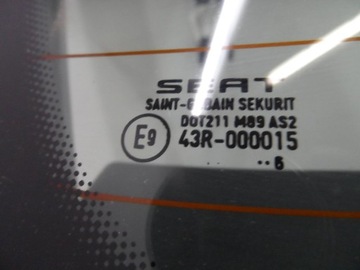 SEAT
SAINT-GOBAIN SEKURIT
DOT211 M89 AS2
E9 43R-000015
··6